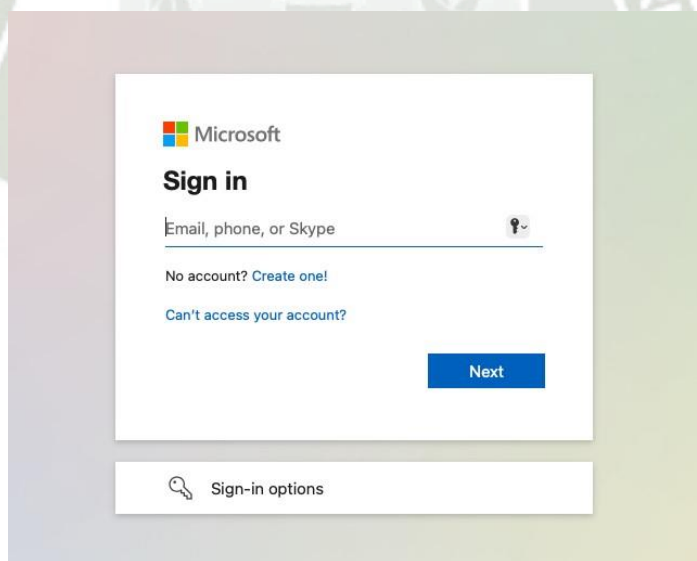 Microsoft
Sign in
Email, phone, or Skype
No account? Create one!
Can't access your account?
Next
Sign-in options